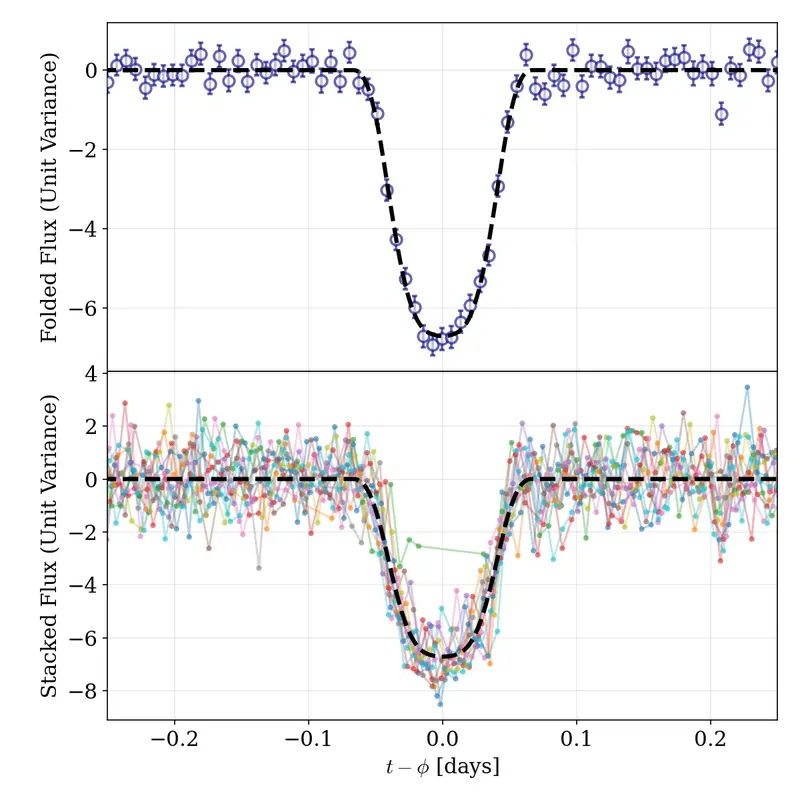 Folded Flux (Unit Variance)
0
−2
−4
−6
Stacked Flux (Unit Variance)
4
2
0
−2
−4
−6
−8
−0.2 −0.1 0.0 0.1 0.2
t − ϕ [days]